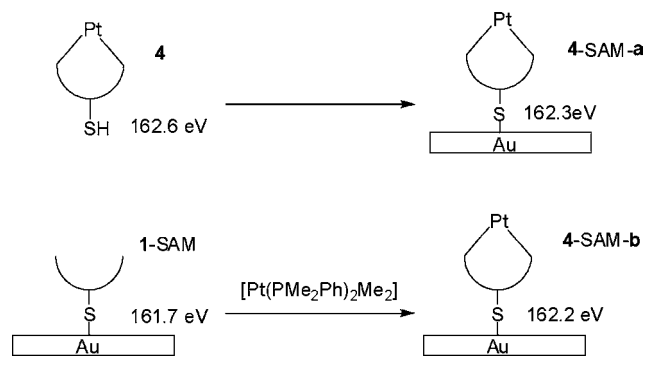 Pt
4
SH 162.6 eV
Pt
4-SAM-a
S 162.3eV
Au
1-SAM
S 161.7 eV
Au
[Pt(PMe₂Ph)₂Me₂]
Pt
4-SAM-b
S 162.2 eV
Au